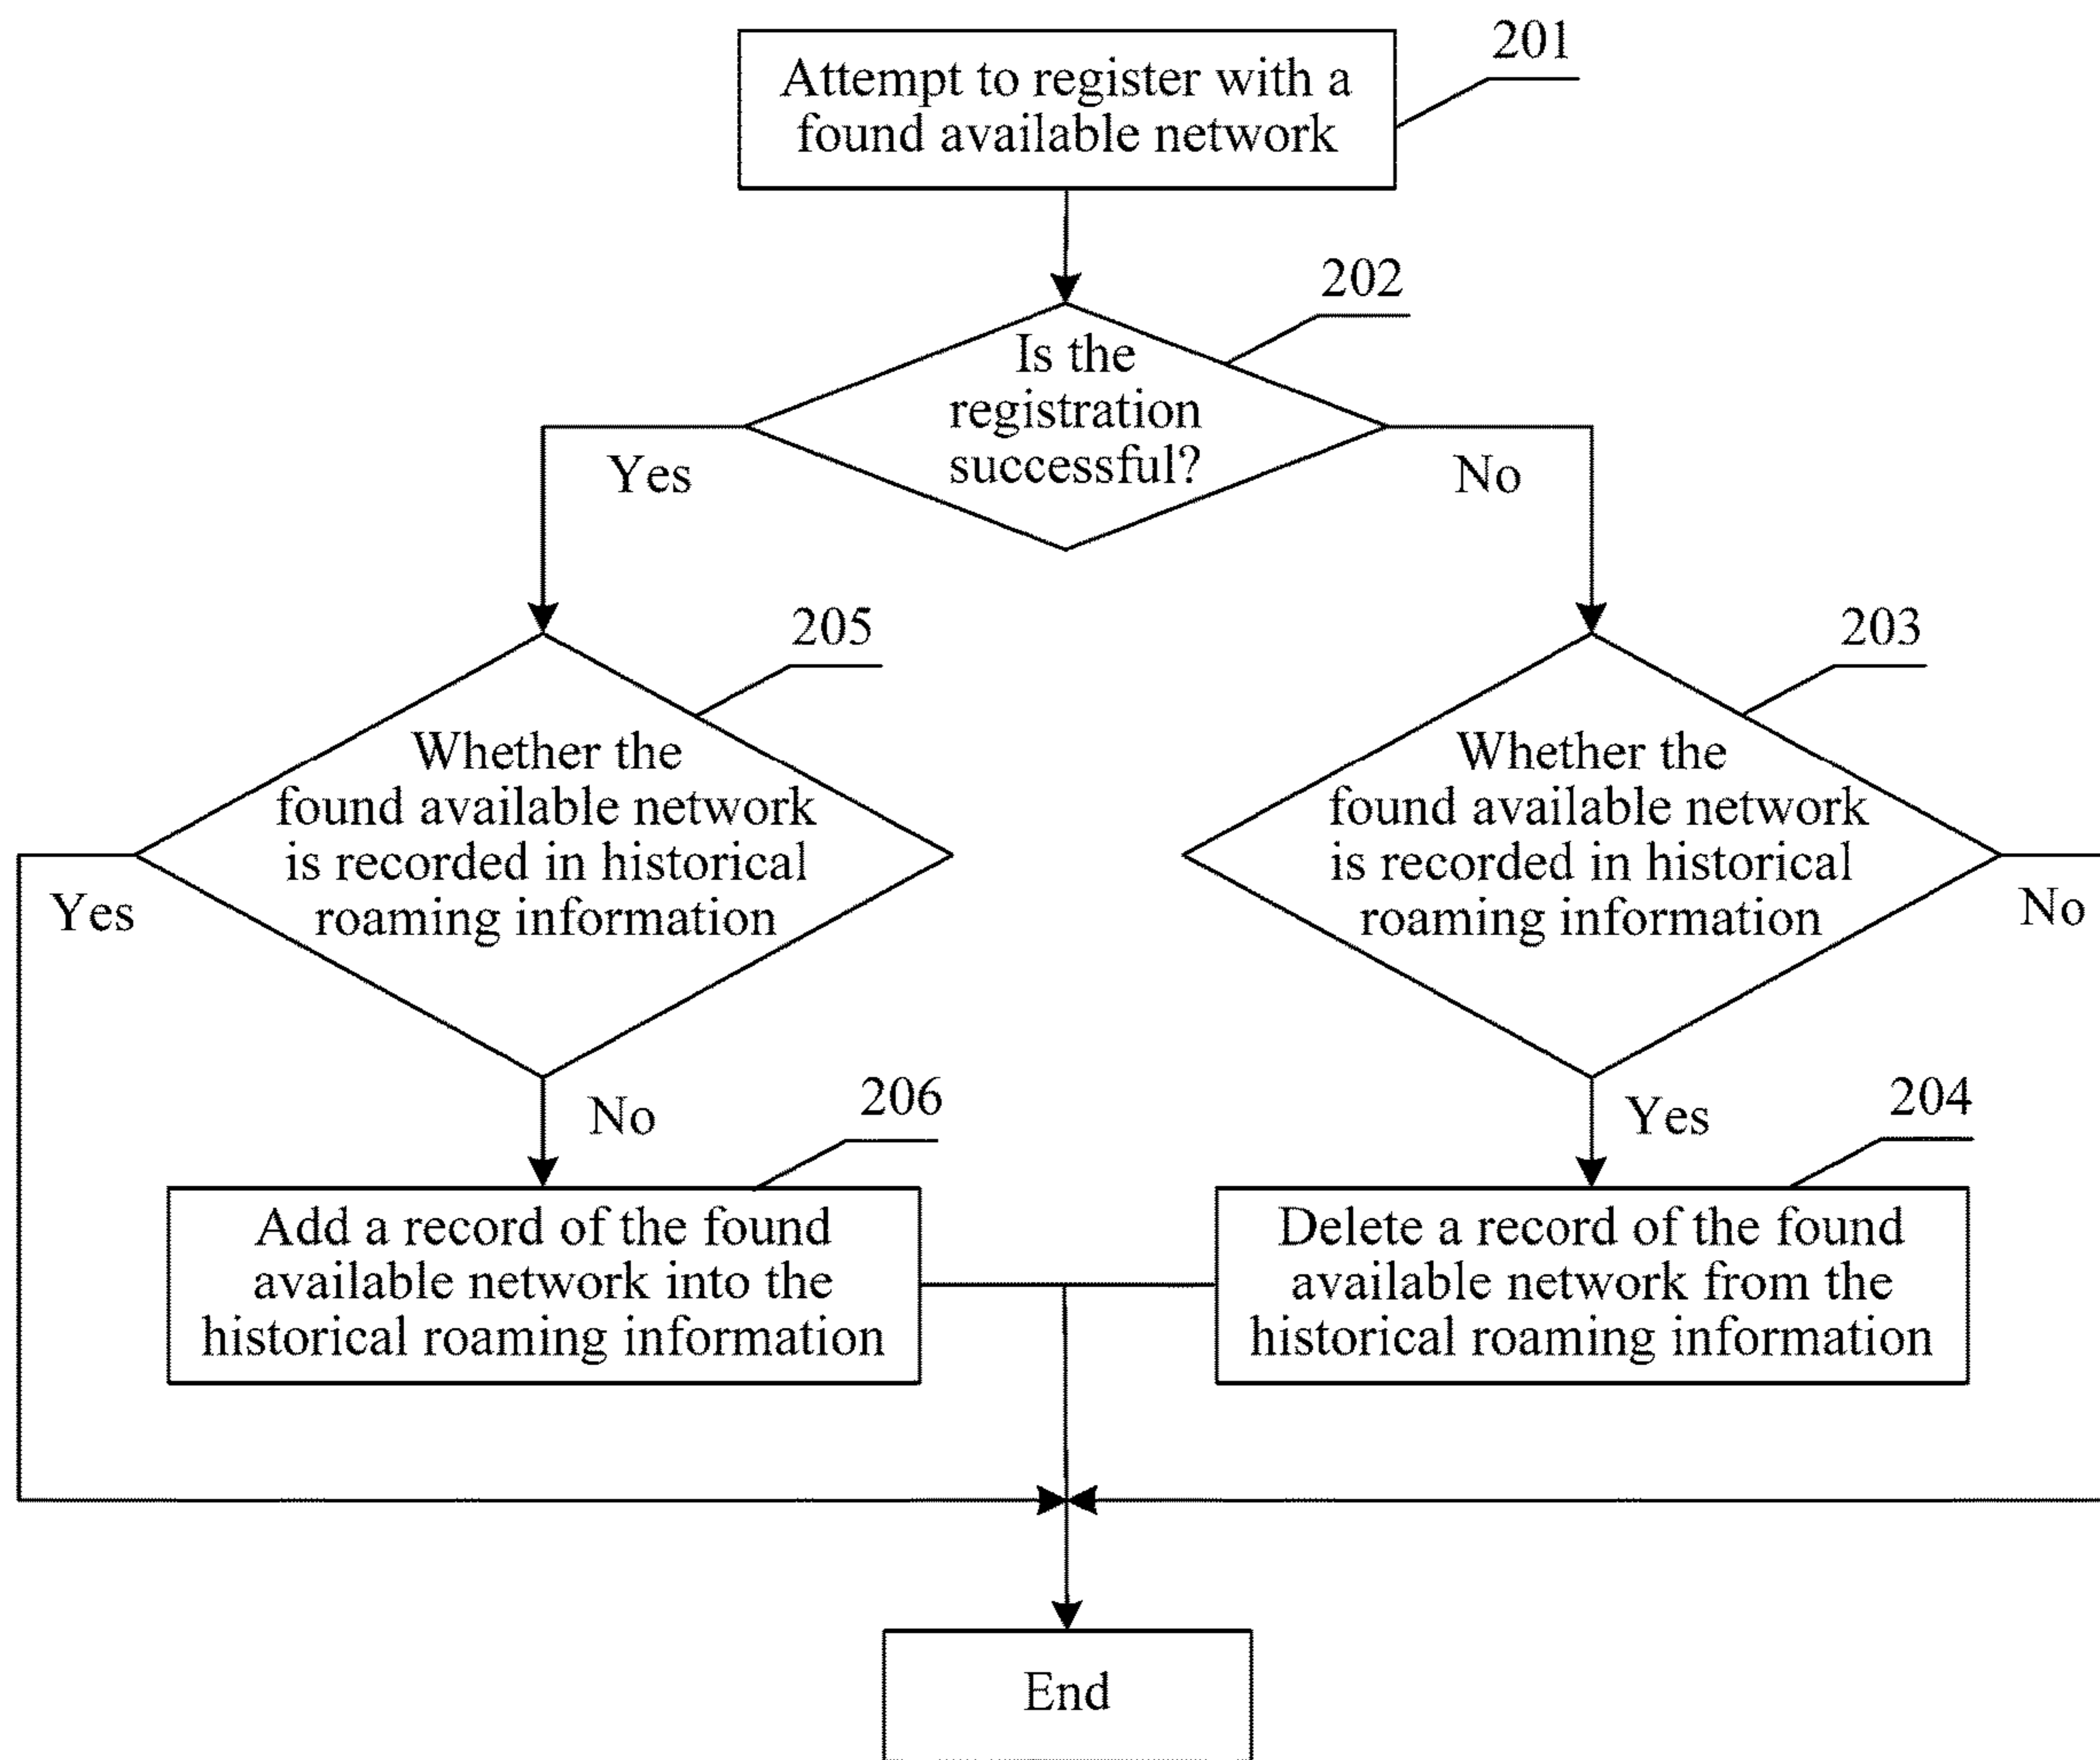 201
Attempt to register with a
found available network
202
Is the
registration
successful?
Yes
No
205
203
Whether the
found available network
is recorded in historical
roaming information
Whether the
found available network
is recorded in historical
roaming information
Yes
No
No
206
Yes
204
Add a record of the found
available network into the
historical roaming information
Delete a record of the found
available network from the
historical roaming information
End